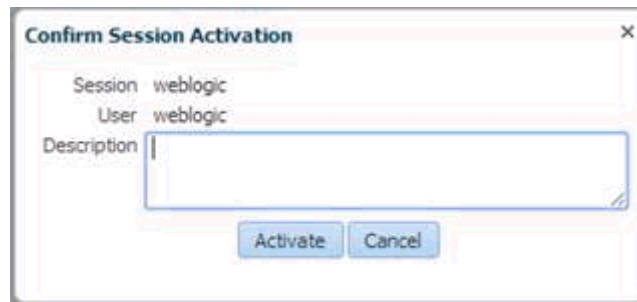 Confirm Session Activation
Session weblogic
User weblogic
Description
Activate Cancel